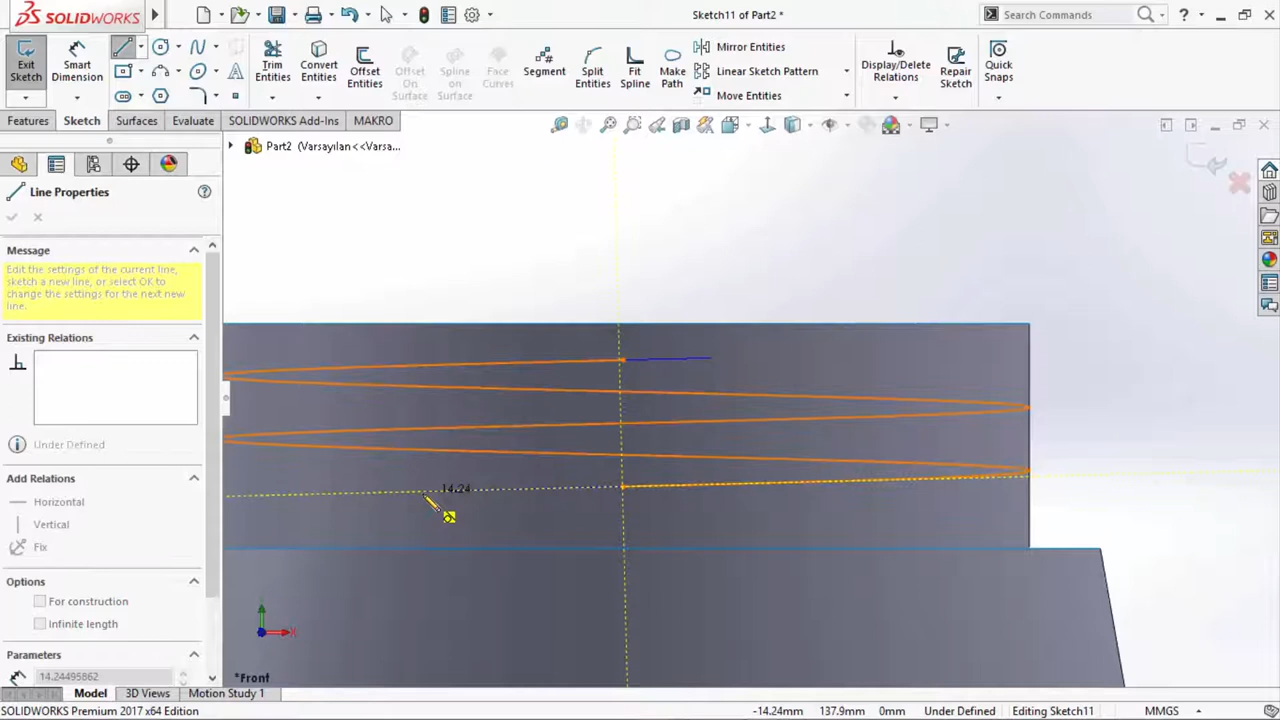 SOLIDWORKS
Sketch11 of Part2 *
Search Commands
?
Exit Sketch
Smart Dimension
Trim Entities
Convert Entities
Offset Entities
Offset On Surface
Spline on Surface
Face Curves
Segment
Split Entities
Fit Spline
Make Path
Mirror Entities
Linear Sketch Pattern
Move Entities
Display/Delete Relations
Repair Sketch
Quick Snaps
Features
Sketch
Surfaces
Evaluate
SOLIDWORKS Add-Ins
MAKRO
Part2 (Varsayılan<<Varsa...
Line Properties
?
Message
Edit the settings of the current line,
sketch a new line, or select OK to
change the settings for the next new
line.
Existing Relations
Under Defined
Add Relations
Horizontal
Vertical
Fix
Options
For construction
Infinite length
Parameters
14.24495862
14.24
X
*Front
Model
3D Views
Motion Study 1
SOLIDWORKS Premium 2017 x64 Edition
-14.24mm
137.9mm
0mm
Under Defined
Editing Sketch11
MMGS